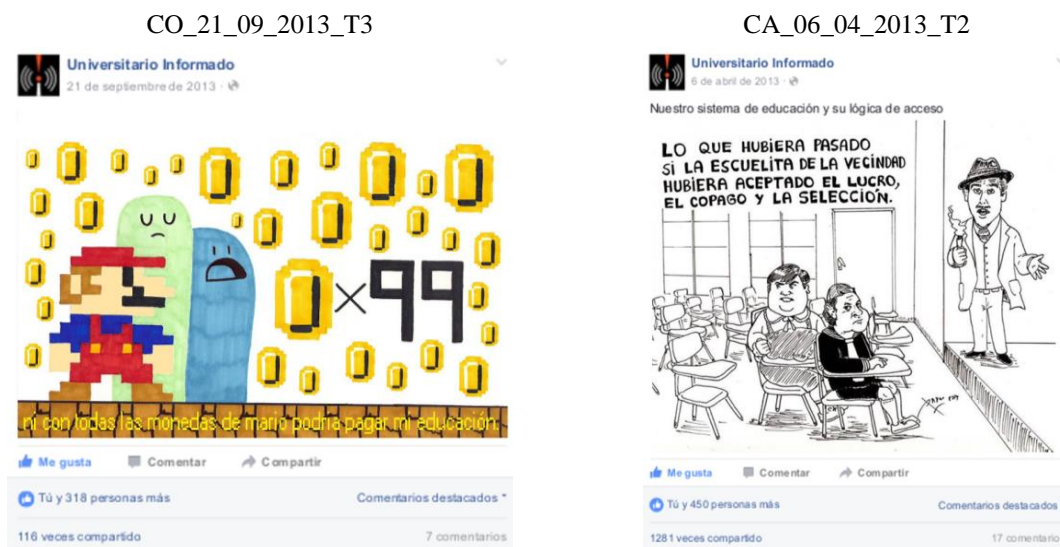 CO_21_09_2013_T3
Universitario Informado
21 de septiembre de 2013 ·
×99
ni con todas las monedas de mario podria pagar mi educación.
Me gusta Comentar Compartir
Tú y 318 personas más Comentarios destacados
116 veces compartido 7 comentarios
CA_06_04_2013_T2
Universitario Informado
6 de abril de 2013 ·
Nuestro sistema de educación y su lógica de acceso
LO QUE HUBIERA PASADO
SI LA ESCUELITA DE LA VECINDAD
HUBIERA ACEPTADO EL LUCRO,
EL COPAGO Y LA SELECCIÓN.
Me gusta Comentar Compartir
Tú y 450 personas más Comentarios destacados
1281 veces compartido 17 comentario